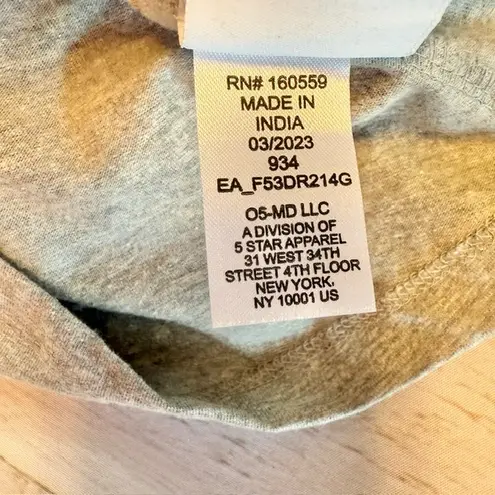 RN# 160559
MADE IN
INDIA
03/2023
934
EA_F53DR214G
O5-MD LLC
A DIVISION OF
5 STAR APPAREL
31 WEST 34TH
STREET 4TH FLOOR
NEW YORK,
NY 10001 US